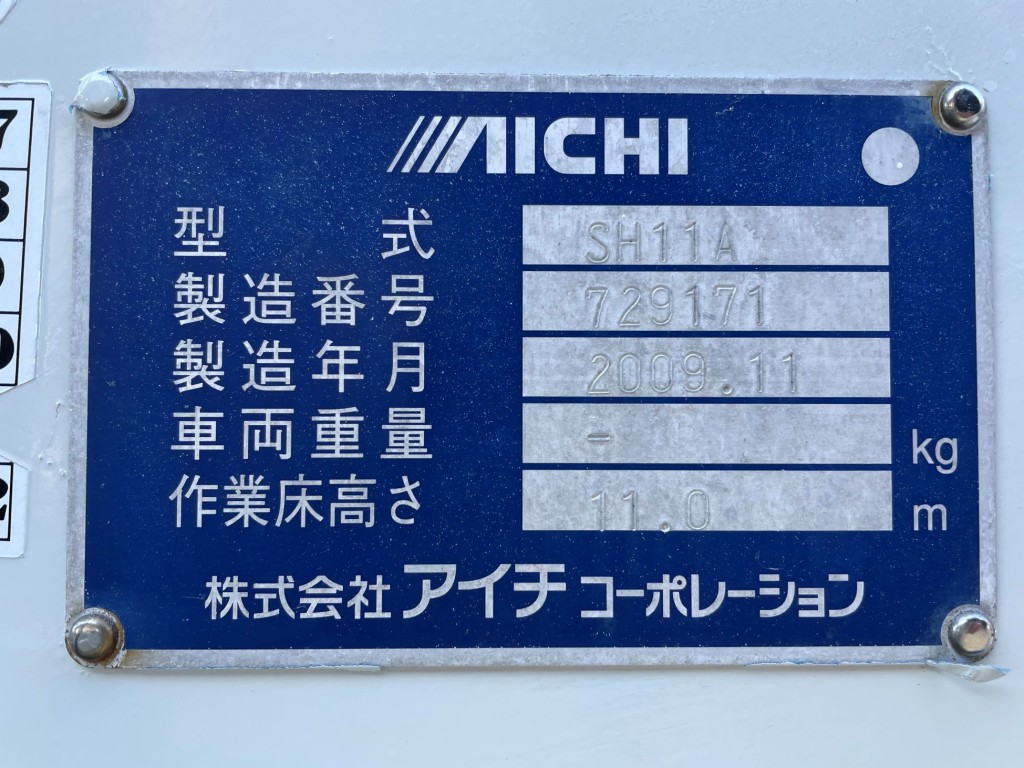 AICHI
型式 SH11A
製造番号 729171
製造年月 2009.11
車両重量 - kg
作業床高さ 11.0 m
株式会社アイチコーポレーション
7
0